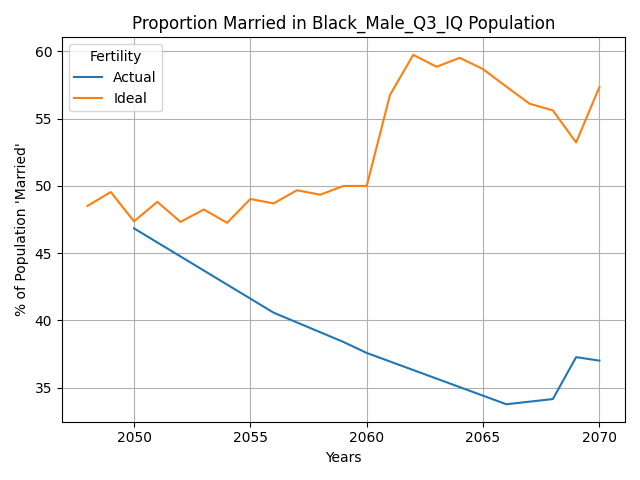 Proportion Married in Black_Male_Q3_IQ Population
60
55
50
45
40
35
% of Population 'Married'
Fertility
Actual
Ideal
2050 2055 2060 2065 2070
Years